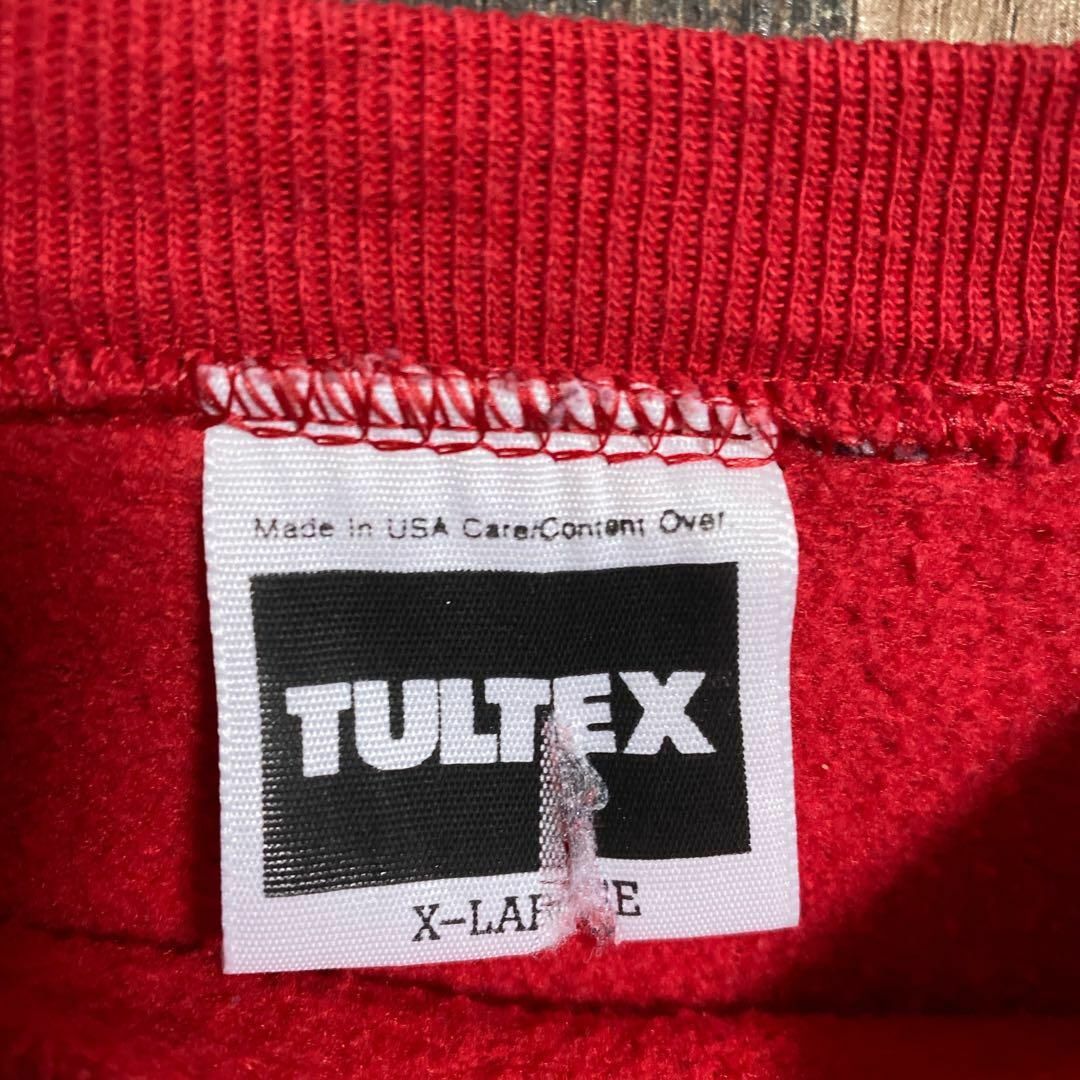 Made In USA Care/Content Over
TULTEX
X-LARGE